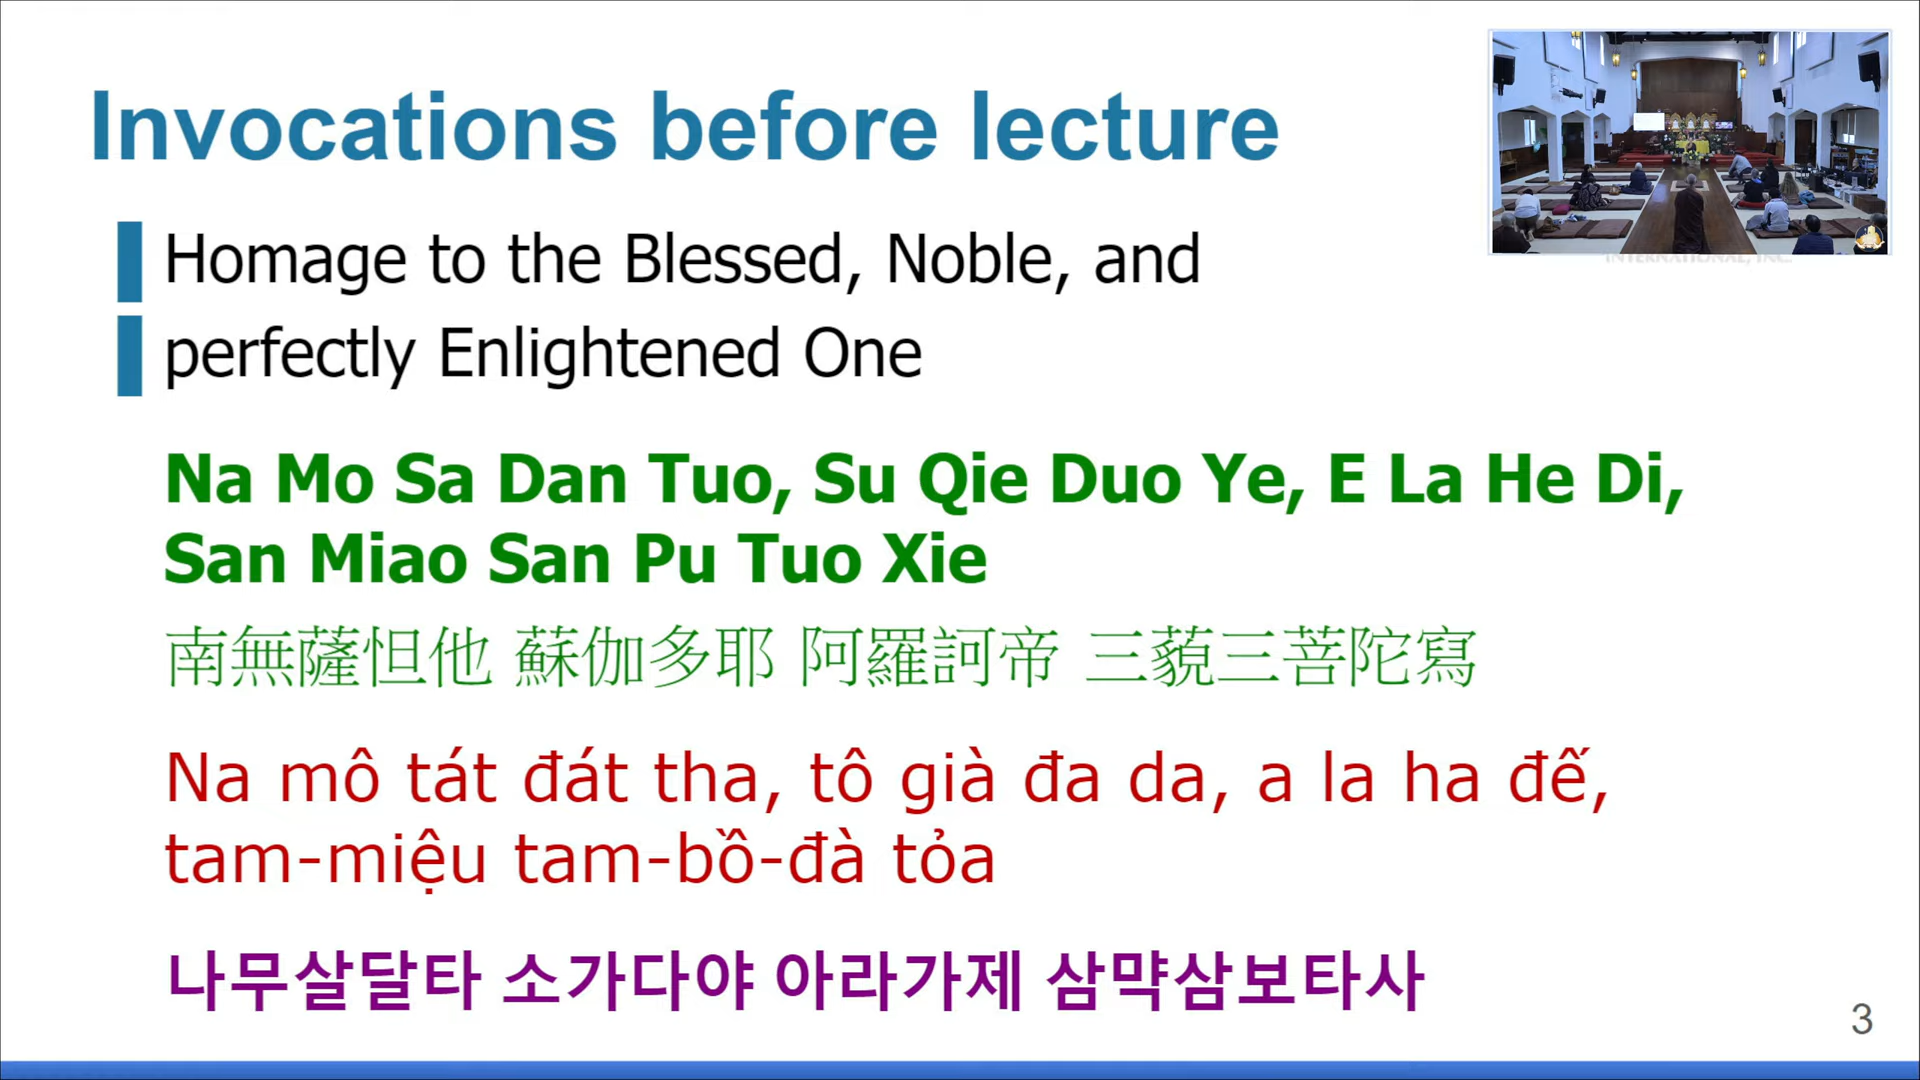 Invocations before lecture
INTERNATIONAL, INC.
Homage to the Blessed, Noble, and
perfectly Enlightened One
Na Mo Sa Dan Tuo, Su Qie Duo Ye, E La He Di,
San Miao San Pu Tuo Xie
南無薩怛他 蘇伽多耶 阿羅訶帝 三藐三菩陀寫
Na mô tát đát tha, tô già đa da, a la ha đế,
tam-miệu tam-bồ-đà tỏa
나무살달타 소가다야 아라가제 삼먁삼보타사
3